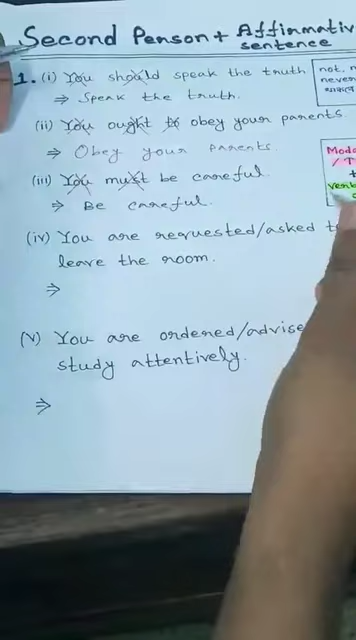 Second Person + Affirmativ
sentence
1. (i) You should speak the truth
⇒ Speak the truth.
not,
never
(ii) You ought to obey your parents.
⇒ Obey your parents.
Moda
/ T
+
verb
(iii) You must be careful.
⇒ Be careful.
(iv) You are requested/asked t
leave the room.
⇒
(v) You are ordered/advise
study attentively.
⇒